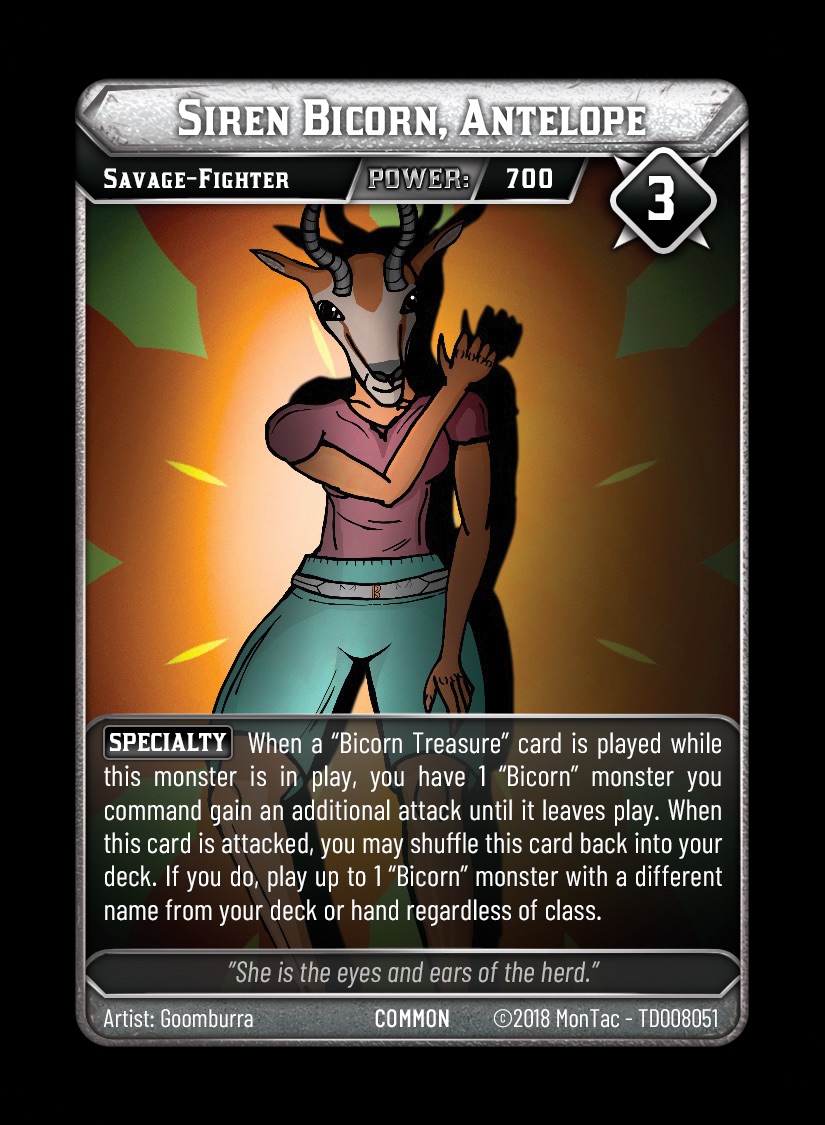 Siren Bicorn, Antelope
Savage-Fighter POWER: 700
3
B
SPECIALTY When a “Bicorn Treasure” card is played while
this monster is in play, you have 1 “Bicorn” monster you
command gain an additional attack until it leaves play. When
this card is attacked, you may shuffle this card back into your
deck. If you do, play up to 1 “Bicorn” monster with a different
name from your deck or hand regardless of class.
“She is the eyes and ears of the herd.”
Artist: Goomburra COMMON ©2018 MonTac - TD008051